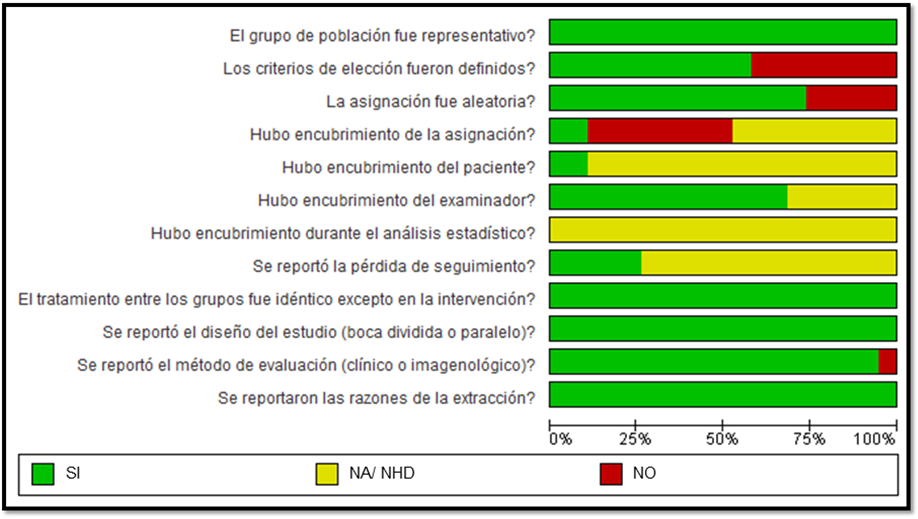 El grupo de población fue representativo?
Los criterios de elección fueron definidos?
La asignación fue aleatoria?
Hubo encubrimiento de la asignación?
Hubo encubrimiento del paciente?
Hubo encubrimiento del examinador?
Hubo encubrimiento durante el análisis estadístico?
Se reportó la pérdida de seguimiento?
El tratamiento entre los grupos fue idéntico excepto en la intervención?
Se reportó el diseño del estudio (boca dividida o paralelo)?
Se reportó el método de evaluación (clínico o imagenológico)?
Se reportaron las razones de la extracción?
0% 25% 50% 75% 100%
SI NA/ NHD NO